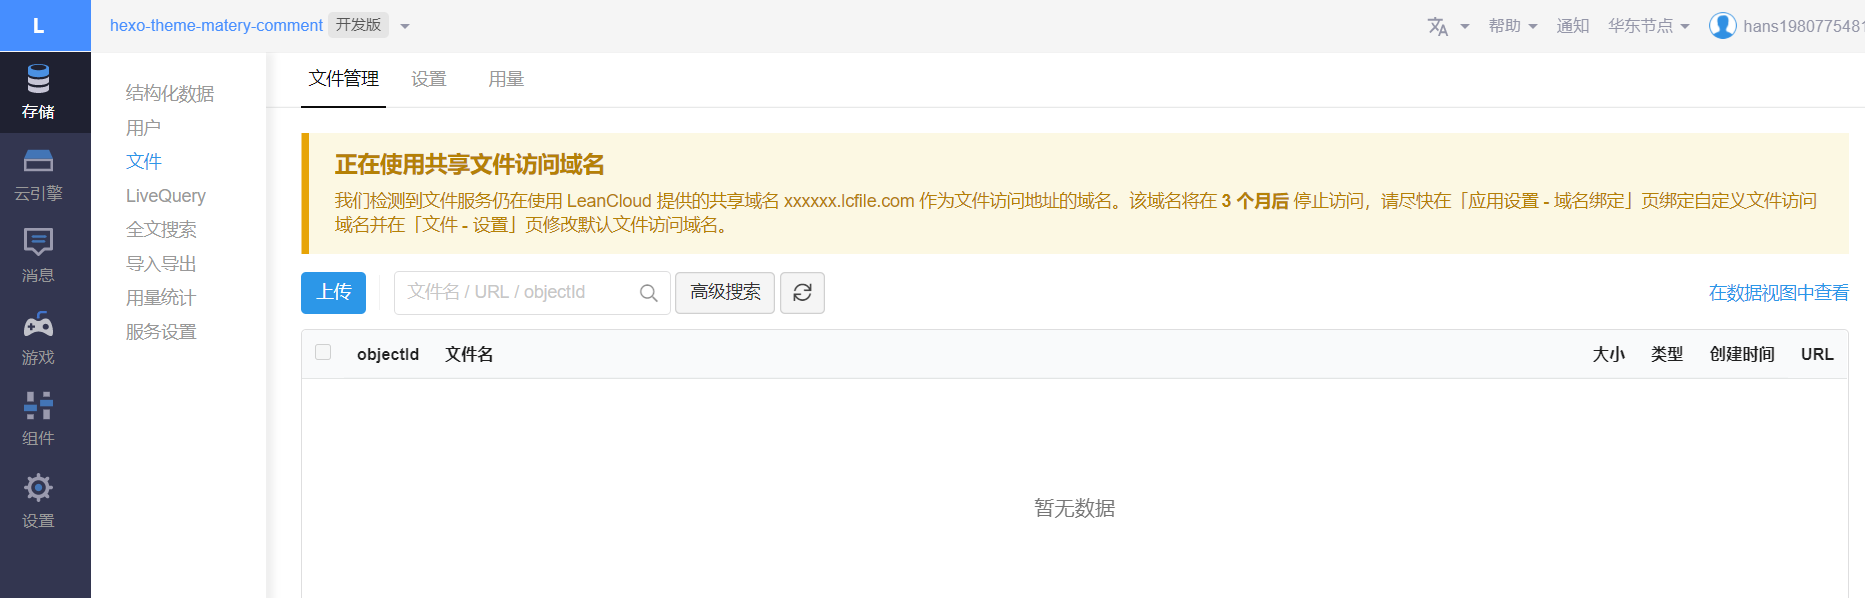 L
hexo-theme-matery-comment 开发版
帮助
通知
华东节点
hans1980775481
存储
云引擎
消息
游戏
组件
设置
结构化数据
用户
文件
LiveQuery
全文搜索
导入导出
用量统计
服务设置
文件管理 设置 用量
正在使用共享文件访问域名
我们检测到文件服务仍在使用 LeanCloud 提供的共享域名 xxxxxx.lcfile.com 作为文件访问地址的域名。该域名将在 3 个月后 停止访问，请尽快在「应用设置 - 域名绑定」页绑定自定义文件访问
域名并在「文件 - 设置」页修改默认文件访问域名。
上传
文件名 / URL / objectId
高级搜索
在数据视图中查看
objectId 文件名 大小 类型 创建时间 URL
暂无数据